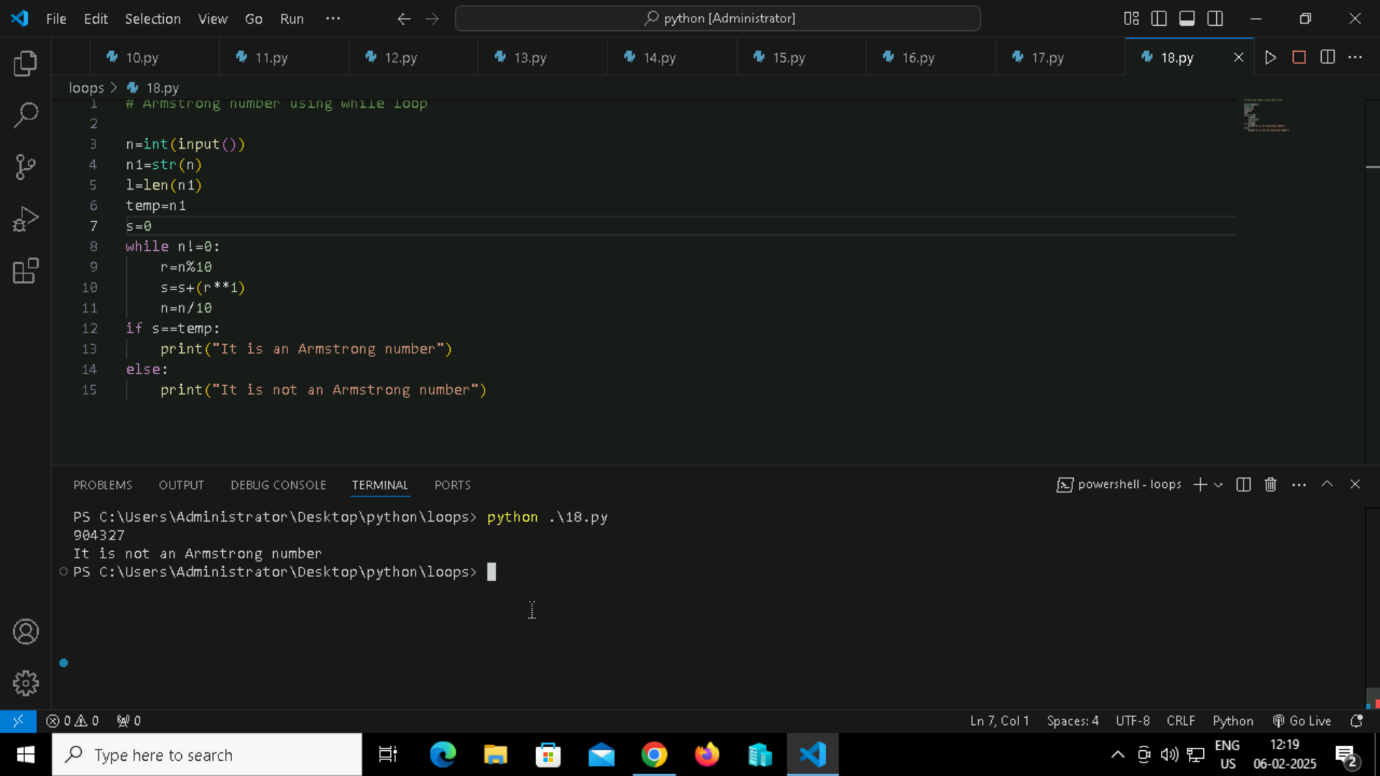 File Edit Selection View Go Run ··· python [Administrator]
10.py 11.py 12.py 13.py 14.py 15.py 16.py 17.py 18.py
loops > 18.py
1 # Armstrong number using while loop
2
3 n=int(input())
4 n1=str(n)
5 l=len(n1)
6 temp=n1
7 s=0
8 while n!=0:
9 r=n%10
10 s=s+(r**l)
11 n=n/10
12 if s==temp:
13 print("It is an Armstrong number")
14 else:
15 print("It is not an Armstrong number")
PROBLEMS OUTPUT DEBUG CONSOLE TERMINAL PORTS powershell - loops
PS C:\Users\Administrator\Desktop\python\loops> python .\18.py
904327
It is not an Armstrong number
PS C:\Users\Administrator\Desktop\python\loops>
0 0 0 Ln 7, Col 1 Spaces: 4 UTF-8 CRLF Python Go Live
Type here to search
ENG 12:19
US 06-02-2025 2